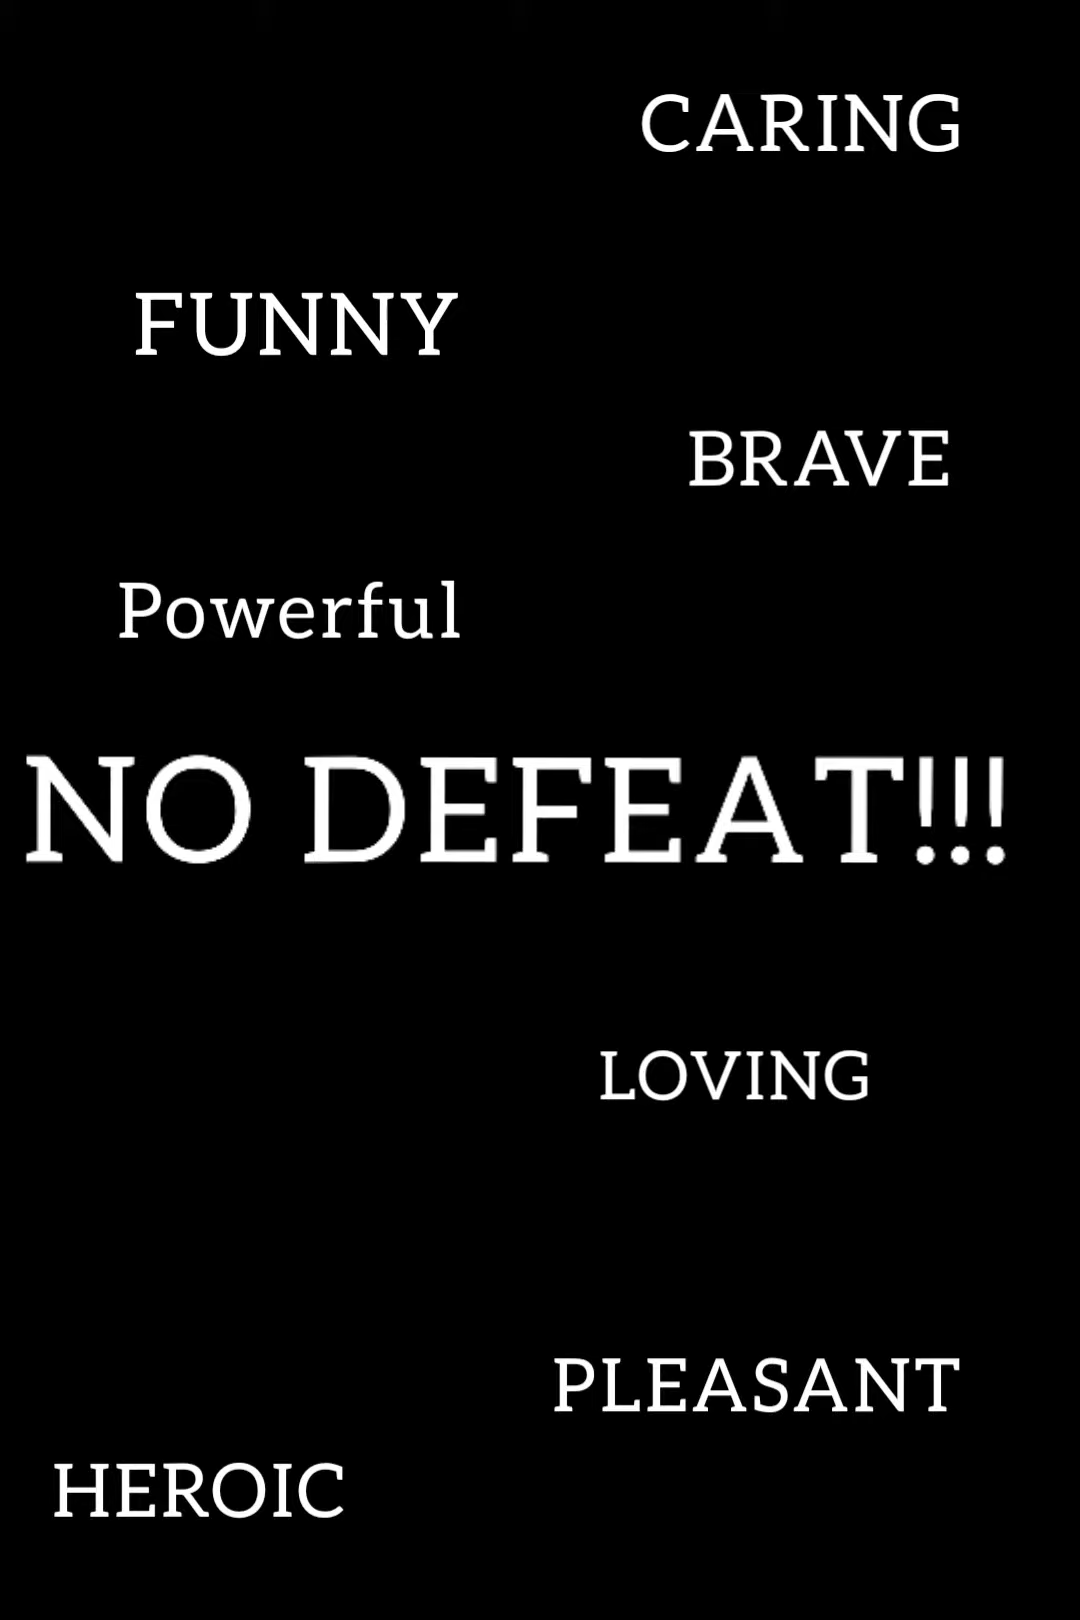 CARING
FUNNY
BRAVE
Powerful
NO DEFEAT!!!
LOVING
PLEASANT
HEROIC